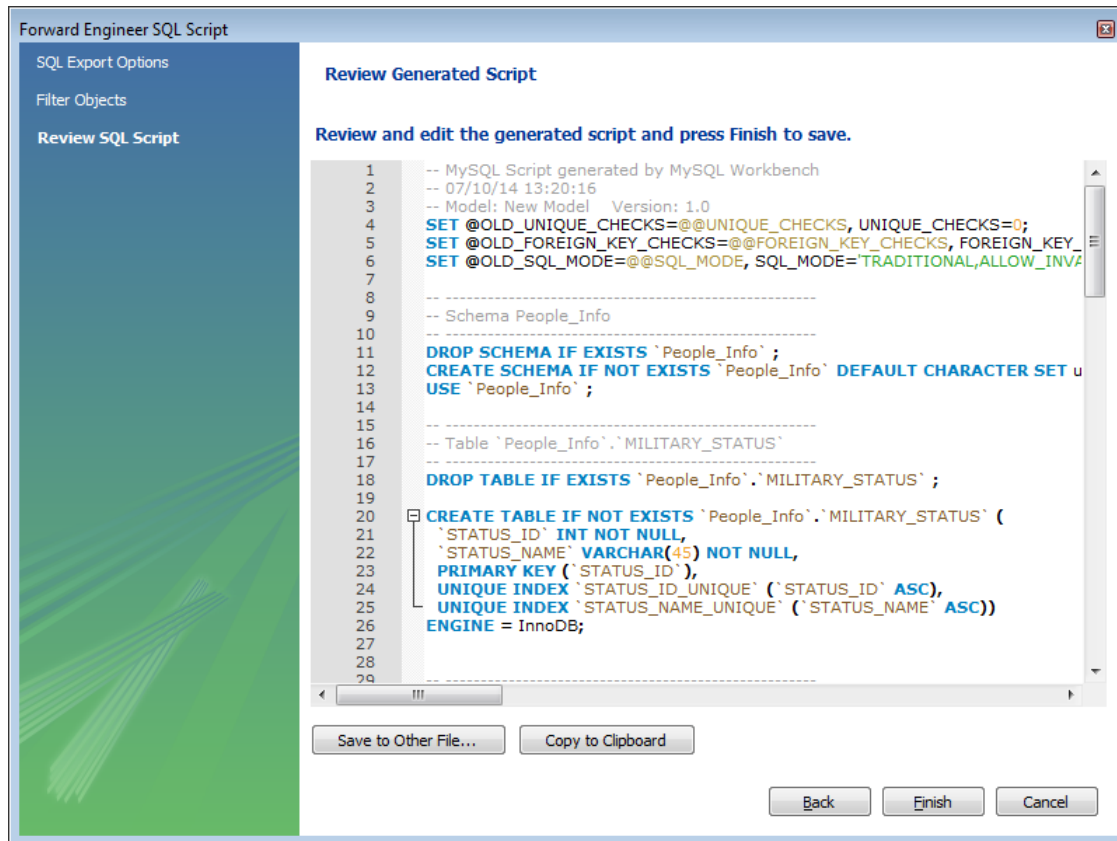 Forward Engineer SQL Script
SQL Export Options
Filter Objects
Review SQL Script
Review Generated Script
Review and edit the generated script and press Finish to save.
1 -- MySQL Script generated by MySQL Workbench
2 -- 07/10/14 13:20:16
3 -- Model: New Model    Version: 1.0
4 SET @OLD_UNIQUE_CHECKS=@@UNIQUE_CHECKS, UNIQUE_CHECKS=0;
5 SET @OLD_FOREIGN_KEY_CHECKS=@@FOREIGN_KEY_CHECKS, FOREIGN_KEY_
6 SET @OLD_SQL_MODE=@@SQL_MODE, SQL_MODE='TRADITIONAL,ALLOW_INVA
7
8 -- -----------------------------------------------------
9 -- Schema People_Info
10 -- -----------------------------------------------------
11 DROP SCHEMA IF EXISTS `People_Info` ;
12 CREATE SCHEMA IF NOT EXISTS `People_Info` DEFAULT CHARACTER SET u
13 USE `People_Info` ;
14
15 -- -----------------------------------------------------
16 -- Table `People_Info`.`MILITARY_STATUS`
17 -- -----------------------------------------------------
18 DROP TABLE IF EXISTS `People_Info`.`MILITARY_STATUS` ;
19
20 CREATE TABLE IF NOT EXISTS `People_Info`.`MILITARY_STATUS` (
21   `STATUS_ID` INT NOT NULL,
22   `STATUS_NAME` VARCHAR(45) NOT NULL,
23   PRIMARY KEY (`STATUS_ID`),
24   UNIQUE INDEX `STATUS_ID_UNIQUE` (`STATUS_ID` ASC),
25   UNIQUE INDEX `STATUS_NAME_UNIQUE` (`STATUS_NAME` ASC))
26 ENGINE = InnoDB;
27
28
29 -- -----------------------------------------------------
Save to Other File...
Copy to Clipboard
Back
Finish
Cancel